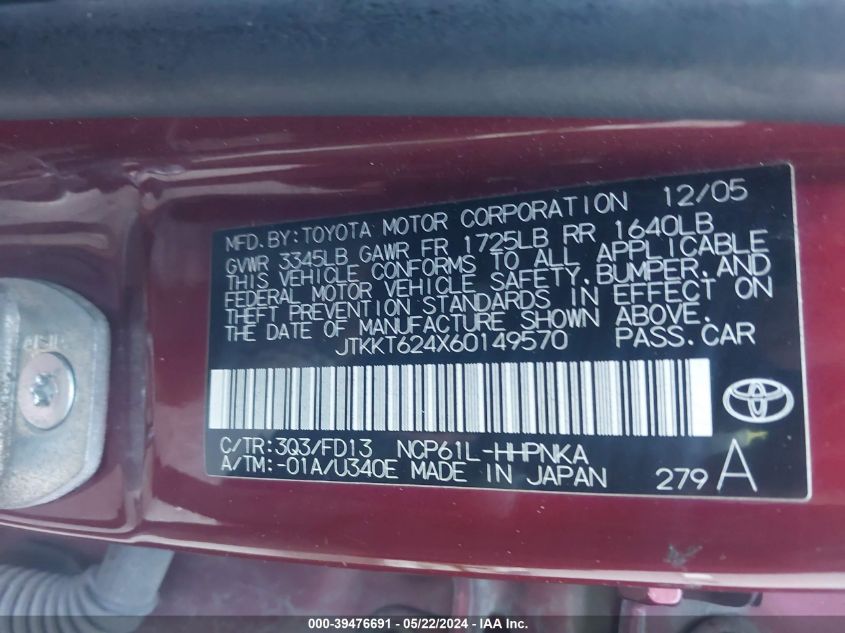 MFD. BY: TOYOTA MOTOR CORPORATION 12/05
GVWR 3345LB GAWR FR 1725LB RR 1640LB
THIS VEHICLE CONFORMS TO ALL APPLICABLE
FEDERAL MOTOR VEHICLE SAFETY, BUMPER, AND
THEFT PREVENTION STANDARDS IN EFFECT ON
THE DATE OF MANUFACTURE SHOWN ABOVE.
JTKKT624X60149570 PASS. CAR
C/TR: 3Q3/FD13 NCP61L-HHPNKA
A/TM: -01A/U340E MADE IN JAPAN
279 A
000-39476691 - 05/22/2024 - IAA Inc.